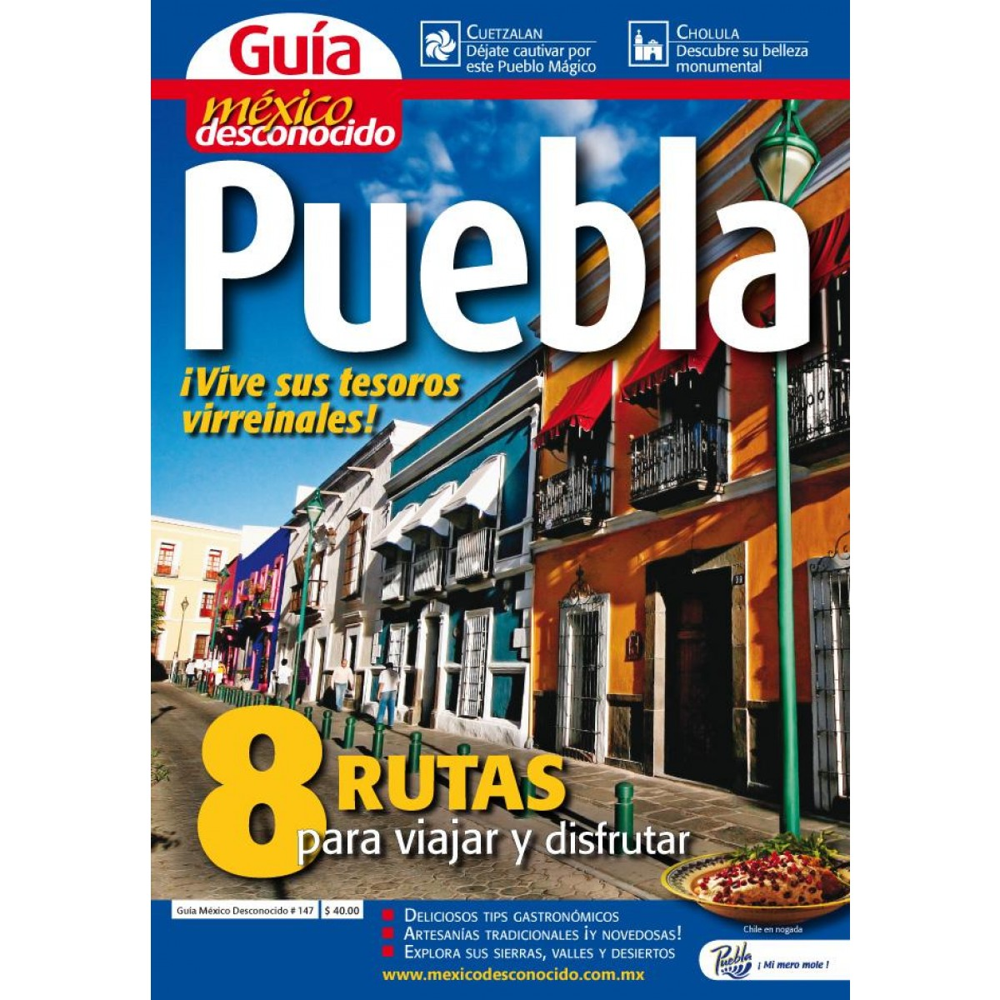 Guía
méxico
desconocido
CUETZALAN
Déjate cautivar por
este Pueblo Mágico
CHOLULA
Descubre su belleza
monumental
Puebla
¡Vive sus tesoros
virreinales!
8 RUTAS
para viajar y disfrutar
Guía México Desconocido # 147
$ 40.00
DELICIOSOS TIPS GASTRONÓMICOS
ARTESANÍAS TRADICIONALES ¡Y NOVEDOSAS!
EXPLORA SUS SIERRAS, VALLES Y DESIERTOS
www.mexicodesconocido.com.mx
Chile en nogada
Puebla
¡Mi mero mole!